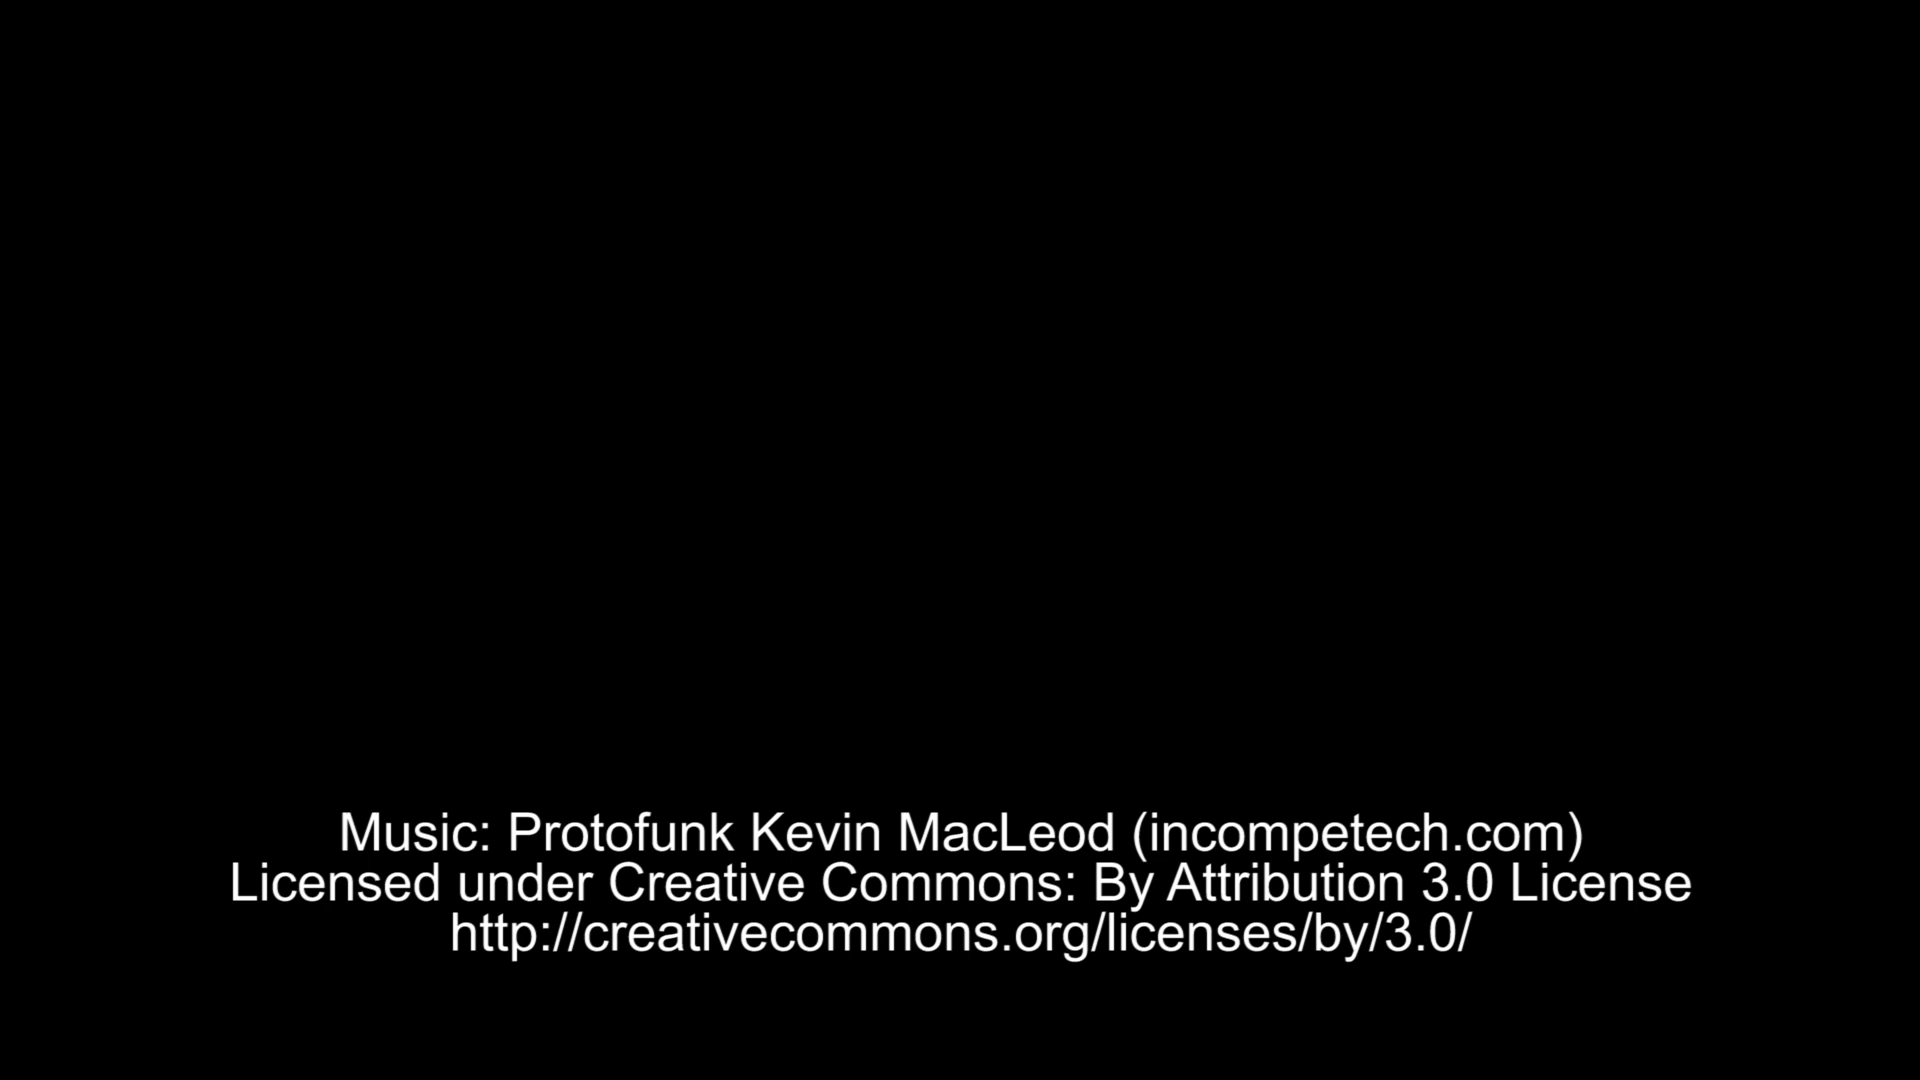 Music: Protofunk Kevin MacLeod (incompetech.com)
Licensed under Creative Commons: By Attribution 3.0 License
http://creativecommons.org/licenses/by/3.0/